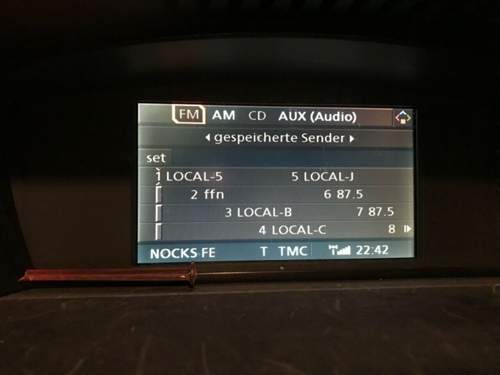 FM AM CD AUX (Audio)
gespeicherte Sender
set
1 LOCAL-5 5 LOCAL-J
2 ffn 6 87.5
3 LOCAL-B 7 87.5
4 LOCAL-C 8
NOCKS FE T TMC 22:42